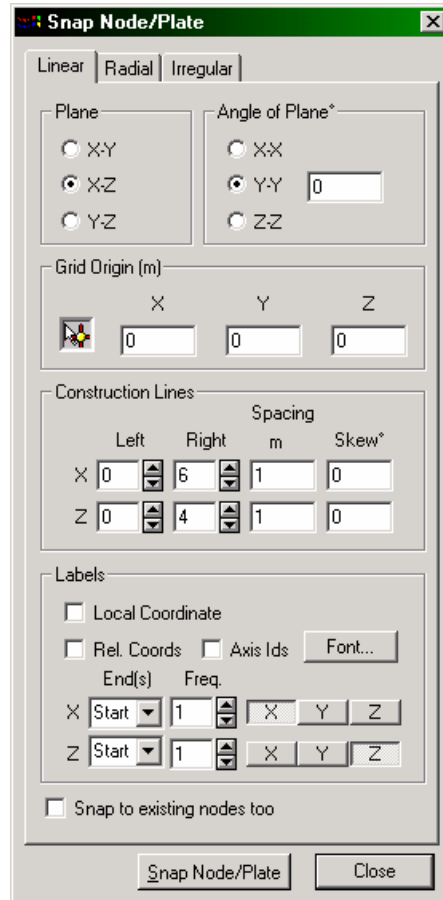 Snap Node/Plate
Linear Radial Irregular
Plane Angle of Plane°
X-Y X-X
X-Z Y-Y 0
Y-Z Z-Z
Grid Origin (m)
X Y Z
0 0 0
Construction Lines
Spacing
Left Right m Skew°
X 0 6 1 0
Z 0 4 1 0
Labels
Local Coordinate
Rel. Coords Axis Ids Font...
End(s) Freq.
X Start 1 X Y Z
Z Start 1 X Y Z
Snap to existing nodes too
Snap Node/Plate Close